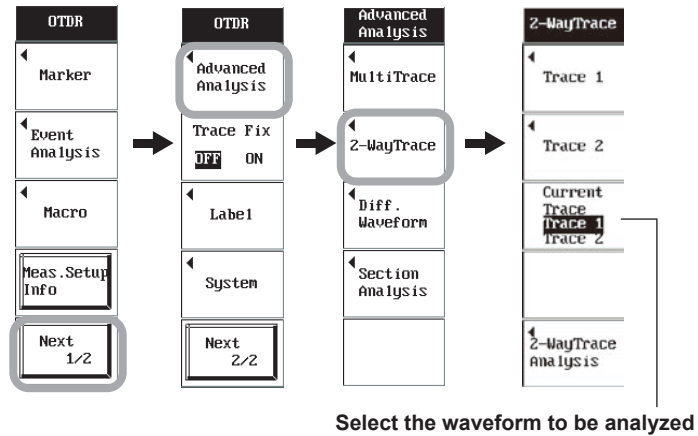 OTDR
Marker
Event
Analysis
Macro
Meas.Setup
Info
Next
1/2
OTDR
Advanced
Analysis
Trace Fix
OFF ON
Label
System
Next
2/2
Advanced
Analysis
MultiTrace
2-WayTrace
Diff.
Waveform
Section
Analysis
2-WayTrace
Trace 1
Trace 2
Current
Trace
Trace 1
Trace 2
2-WayTrace
Analysis
Select the waveform to be analyzed